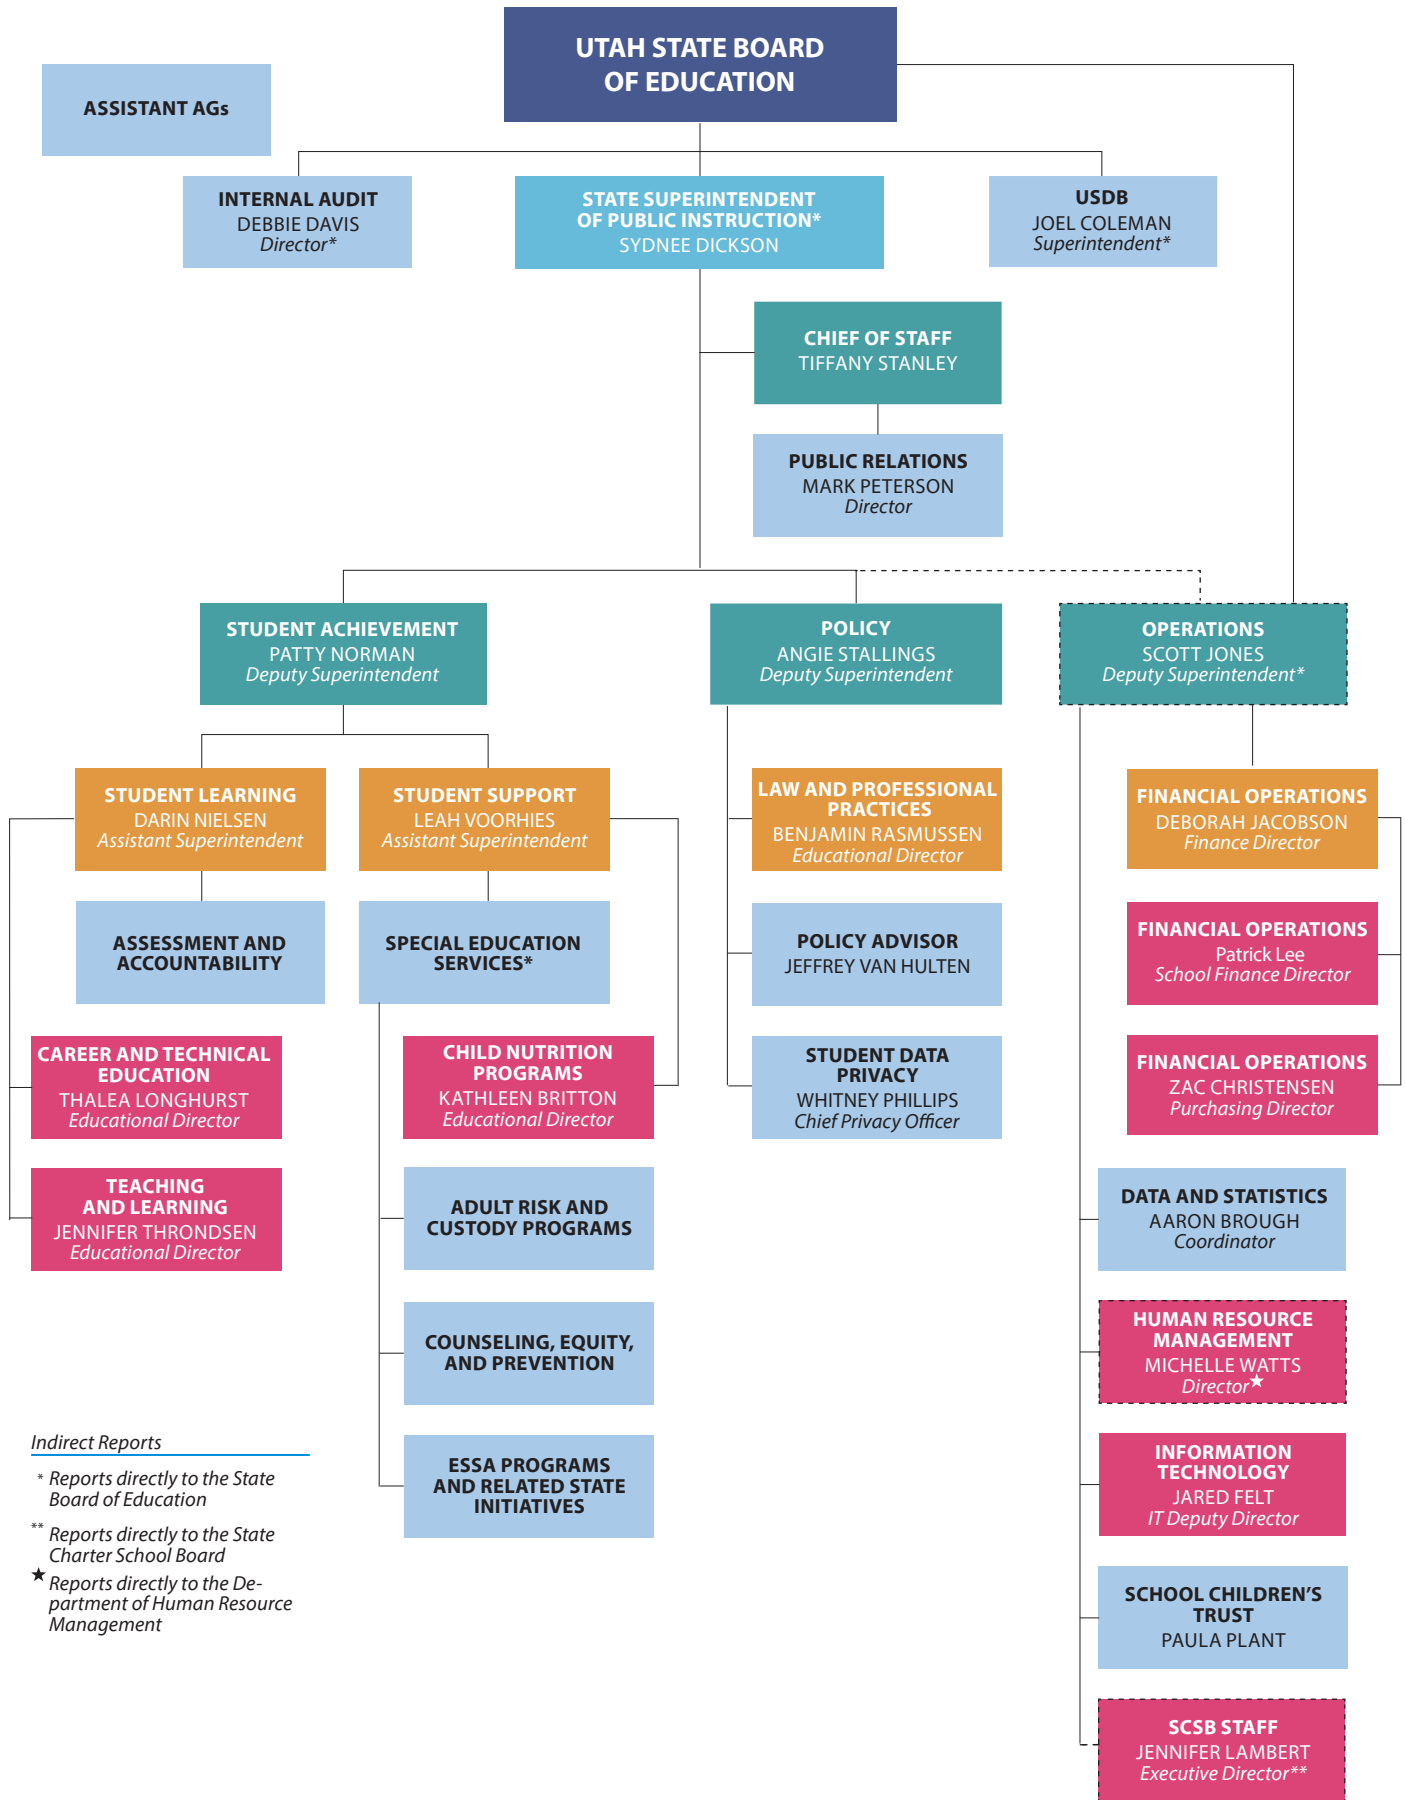 UTAH STATE BOARD
OF EDUCATION
ASSISTANT AGs
INTERNAL AUDIT
DEBBIE DAVIS
Director*
STATE SUPERINTENDENT
OF PUBLIC INSTRUCTION*
SYDNEE DICKSON
USDB
JOEL COLEMAN
Superintendent*
CHIEF OF STAFF
TIFFANY STANLEY
PUBLIC RELATIONS
MARK PETERSON
Director
STUDENT ACHIEVEMENT
PATTY NORMAN
Deputy Superintendent
POLICY
ANGIE STALLINGS
Deputy Superintendent
OPERATIONS
SCOTT JONES
Deputy Superintendent*
STUDENT LEARNING
DARIN NIELSEN
Assistant Superintendent
STUDENT SUPPORT
LEAH VOORHIES
Assistant Superintendent
LAW AND PROFESSIONAL
PRACTICES
BENJAMIN RASMUSSEN
Educational Director
FINANCIAL OPERATIONS
DEBORAH JACOBSON
Finance Director
ASSESSMENT AND
ACCOUNTABILITY
SPECIAL EDUCATION
SERVICES*
POLICY ADVISOR
JEFFREY VAN HULTEN
FINANCIAL OPERATIONS
Patrick Lee
School Finance Director
CAREER AND TECHNICAL
EDUCATION
THALEA LONGHURST
Educational Director
CHILD NUTRITION
PROGRAMS
KATHLEEN BRITTON
Educational Director
STUDENT DATA
PRIVACY
WHITNEY PHILLIPS
Chief Privacy Officer
FINANCIAL OPERATIONS
ZAC CHRISTENSEN
Purchasing Director
TEACHING
AND LEARNING
JENNIFER THRONDSEN
Educational Director
ADULT RISK AND
CUSTODY PROGRAMS
DATA AND STATISTICS
AARON BROUGH
Coordinator
COUNSELING, EQUITY,
AND PREVENTION
HUMAN RESOURCE
MANAGEMENT
MICHELLE WATTS
Director★
ESSA PROGRAMS
AND RELATED STATE
INITIATIVES
INFORMATION
TECHNOLOGY
JARED FELT
IT Deputy Director
SCHOOL CHILDREN'S
TRUST
PAULA PLANT
SCSB STAFF
JENNIFER LAMBERT
Executive Director**
Indirect Reports
* Reports directly to the State
Board of Education
** Reports directly to the State
Charter School Board
★ Reports directly to the De-
partment of Human Resource
Management